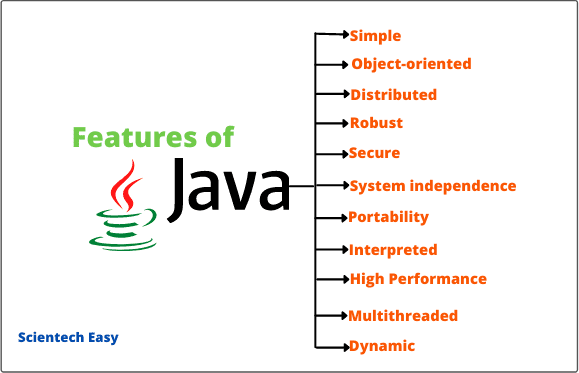 Features of
Java
Simple
Object-oriented
Distributed
Robust
Secure
System independence
Portability
Interpreted
High Performance
Multithreaded
Dynamic
Scientech Easy